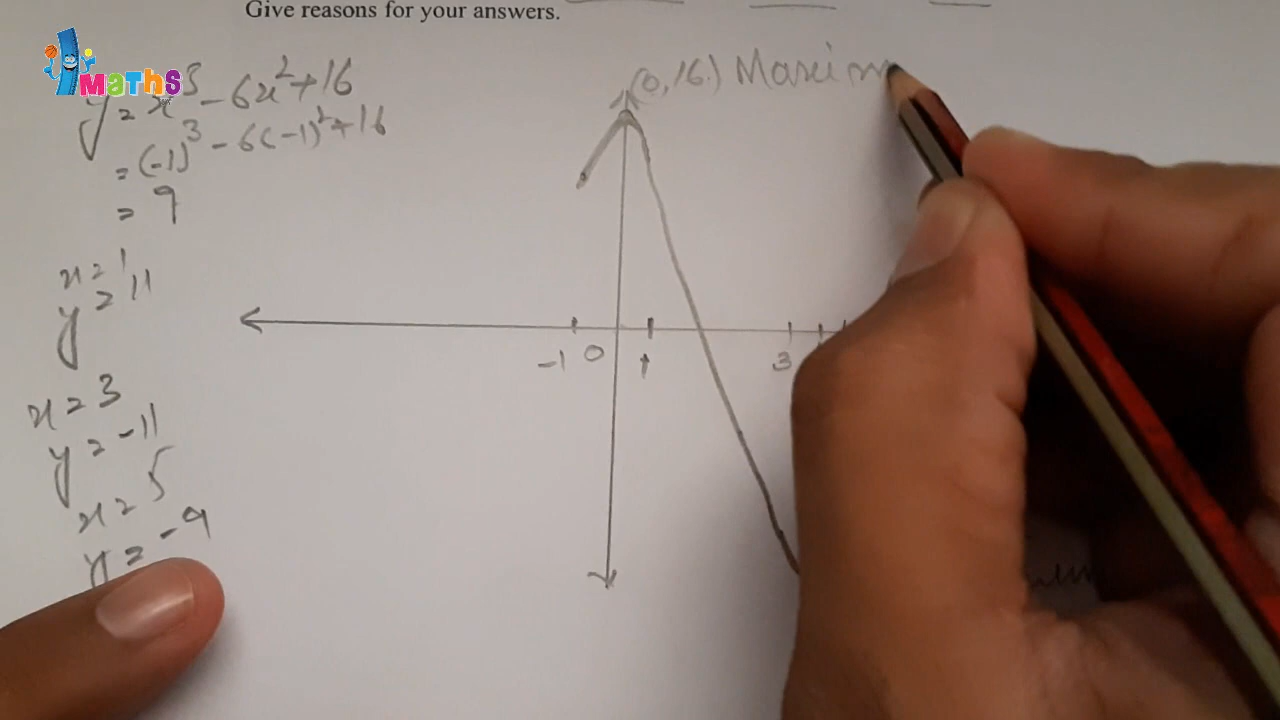 Give reasons for your answers.
1 Maths
y = x³ - 6x² + 16
= (-1)³ - 6(-1)² + 16
= 9
x = 1
y = 11
x = 3
y = -11
x = 5
y = -9
(0, 16) Maxim
-1 0 1 3